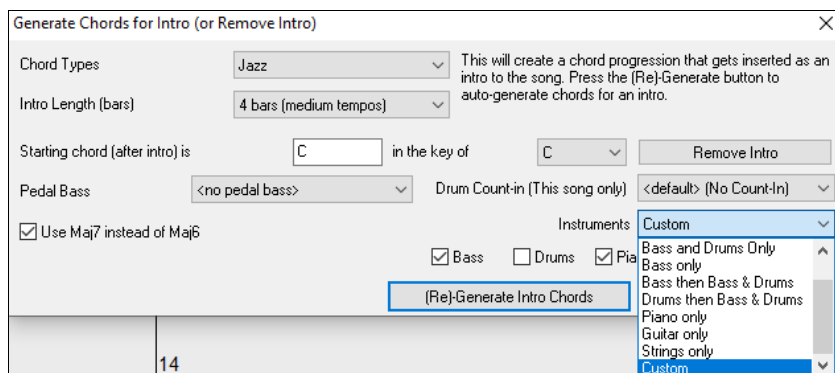 Generate Chords for Intro (or Remove Intro)
Chord Types
Jazz
This will create a chord progression that gets inserted as an
intro to the song. Press the (Re)-Generate button to
auto-generate chords for an intro.
Intro Length (bars)
4 bars (medium tempos)
Starting chord (after intro) is
C
in the key of
C
Remove Intro
Pedal Bass
<no pedal bass>
Drum Count-in (This song only)
<default> (No Count-In)
Use Maj7 instead of Maj6
Instruments
Custom
Bass
Drums
Pia
Bass and Drums Only
Bass only
Bass then Bass & Drums
Drums then Bass & Drums
Piano only
Guitar only
Strings only
Custom
(Re)-Generate Intro Chords
14